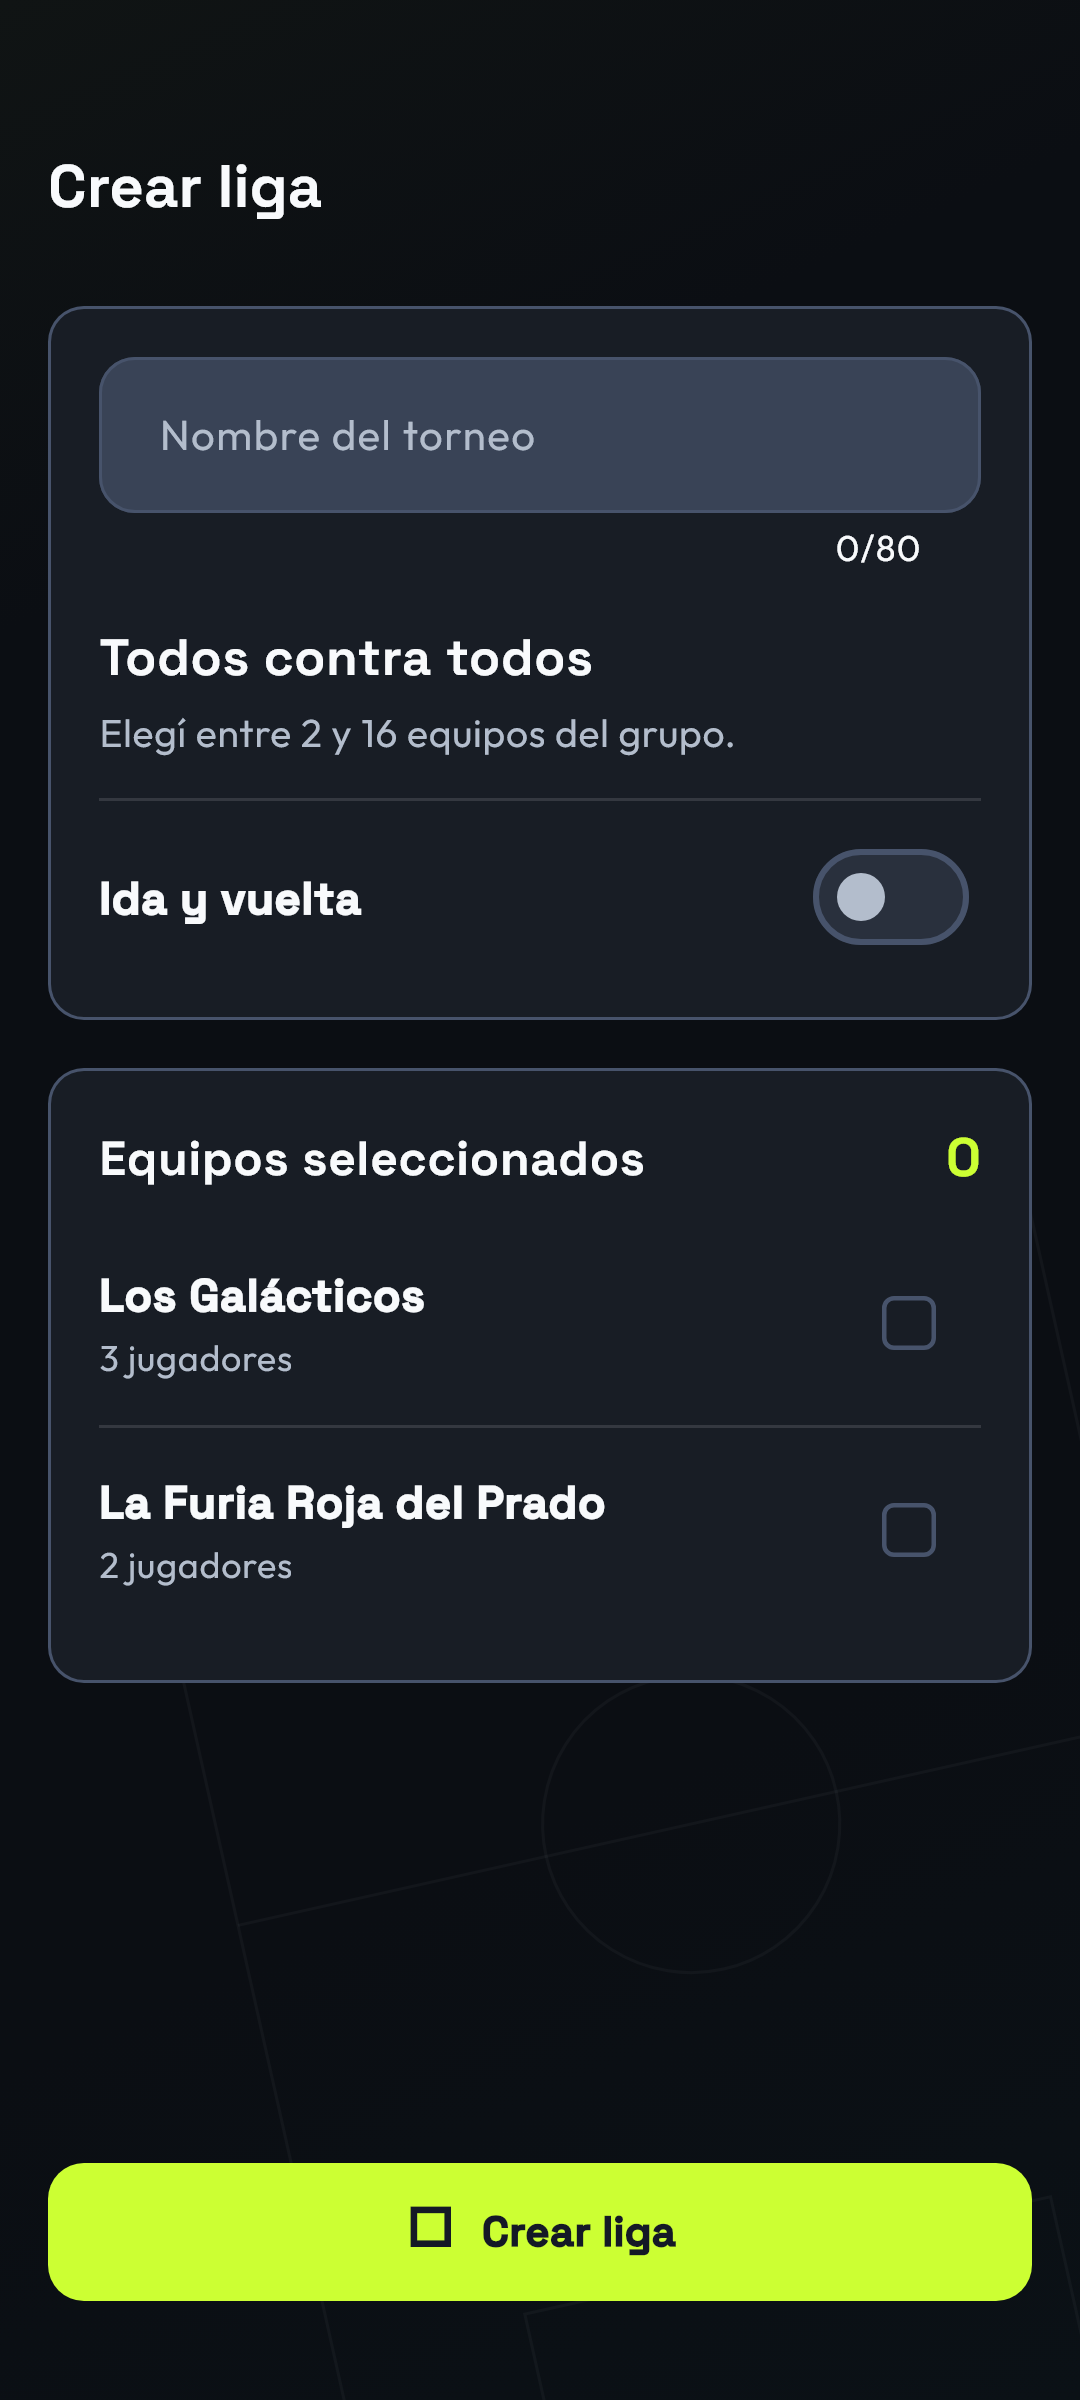 Crear liga
Nombre del torneo
0/80
Todos contra todos
Elegí entre 2 y 16 equipos del grupo.
Ida y vuelta
Equipos seleccionados 0
Los Galácticos
3 jugadores
La Furia Roja del Prado
2 jugadores
Crear liga